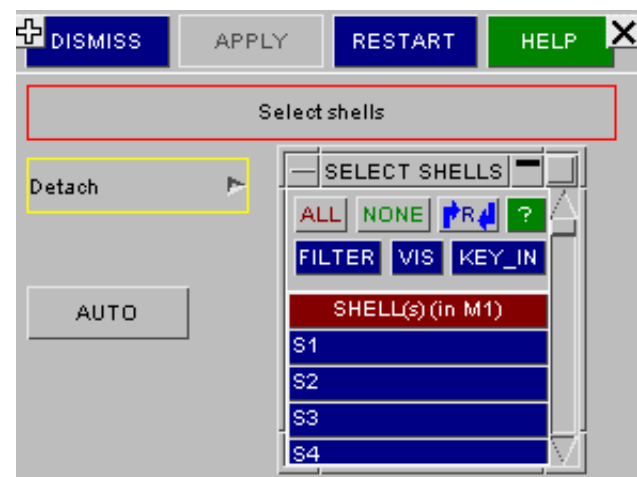 DISMISS APPLY RESTART HELP
Select shells
Detach
SELECT SHELLS
ALL NONE R ?
FILTER VIS KEY_IN
AUTO
SHELL(s) (in M1)
S1
S2
S3
S4